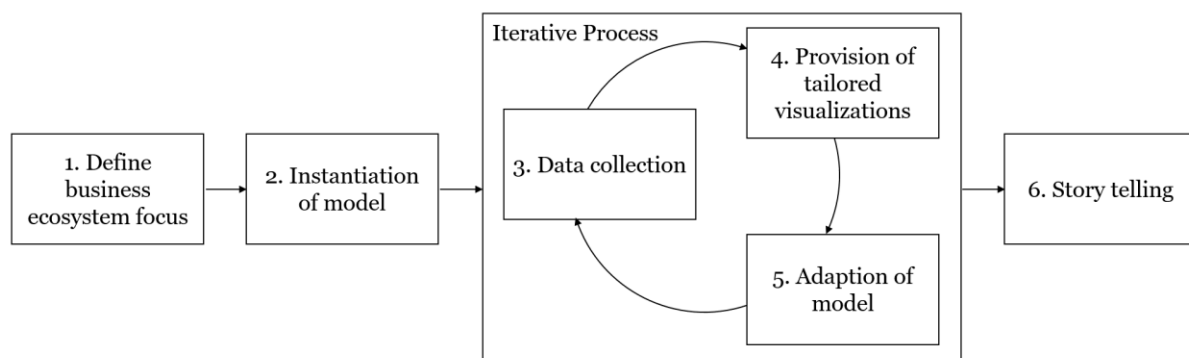 1. Define
business
ecosystem focus
2. Instantiation
of model
Iterative Process
3. Data collection
4. Provision of
tailored
visualizations
5. Adaption of
model
6. Story telling